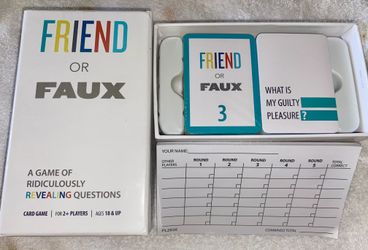 FRIEND
OR
FAUX
A GAME OF
RIDICULOUSLY
REVEALING QUESTIONS
CARD GAME | FOR 2+ PLAYERS | AGES 18 & UP
FRIEND
OR
FAUX
3
WHAT IS
MY GUILTY
PLEASURE?
YOUR NAME:
OTHER PLAYERS
ROUND 1
ROUND 2
ROUND 3
ROUND 4
ROUND 5
TOTAL CORRECT
COMBINED TOTAL